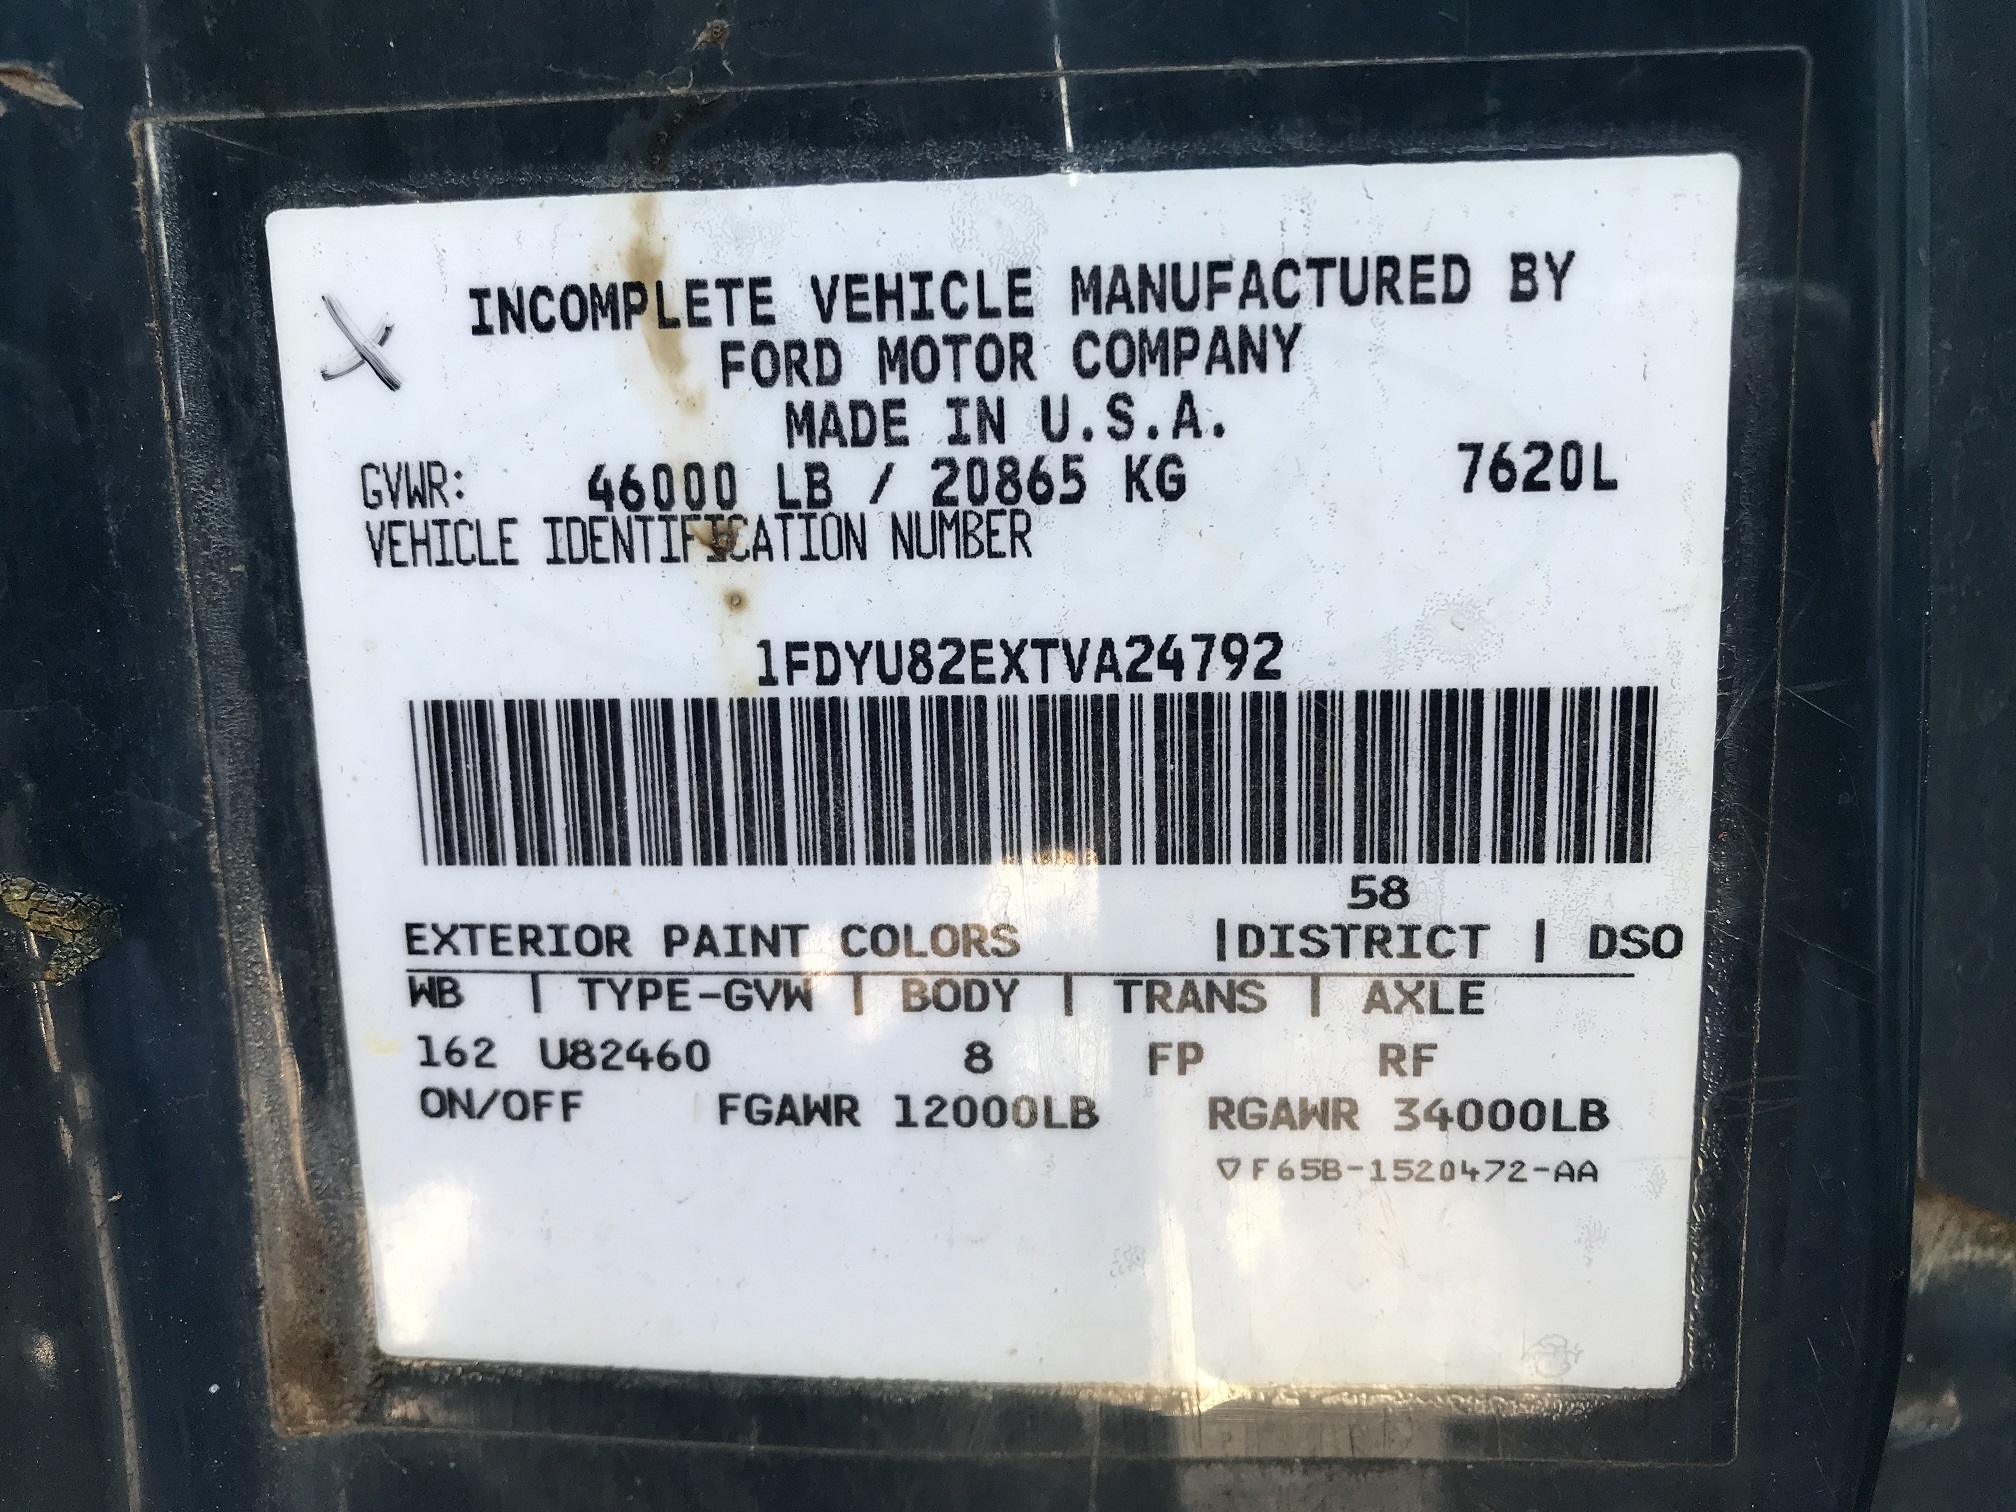 INCOMPLETE VEHICLE MANUFACTURED BY
FORD MOTOR COMPANY
MADE IN U.S.A.
GVWR: 46000 LB / 20865 KG 7620L
VEHICLE IDENTIFICATION NUMBER
1FDYU82EXTVA24792
58
EXTERIOR PAINT COLORS |DISTRICT | DSO
WB | TYPE-GVW | BODY | TRANS | AXLE
162 U82460 8 FP RF
ON/OFF FGAWR 12000LB RGAWR 34000LB
▽F65B-1520472-AA